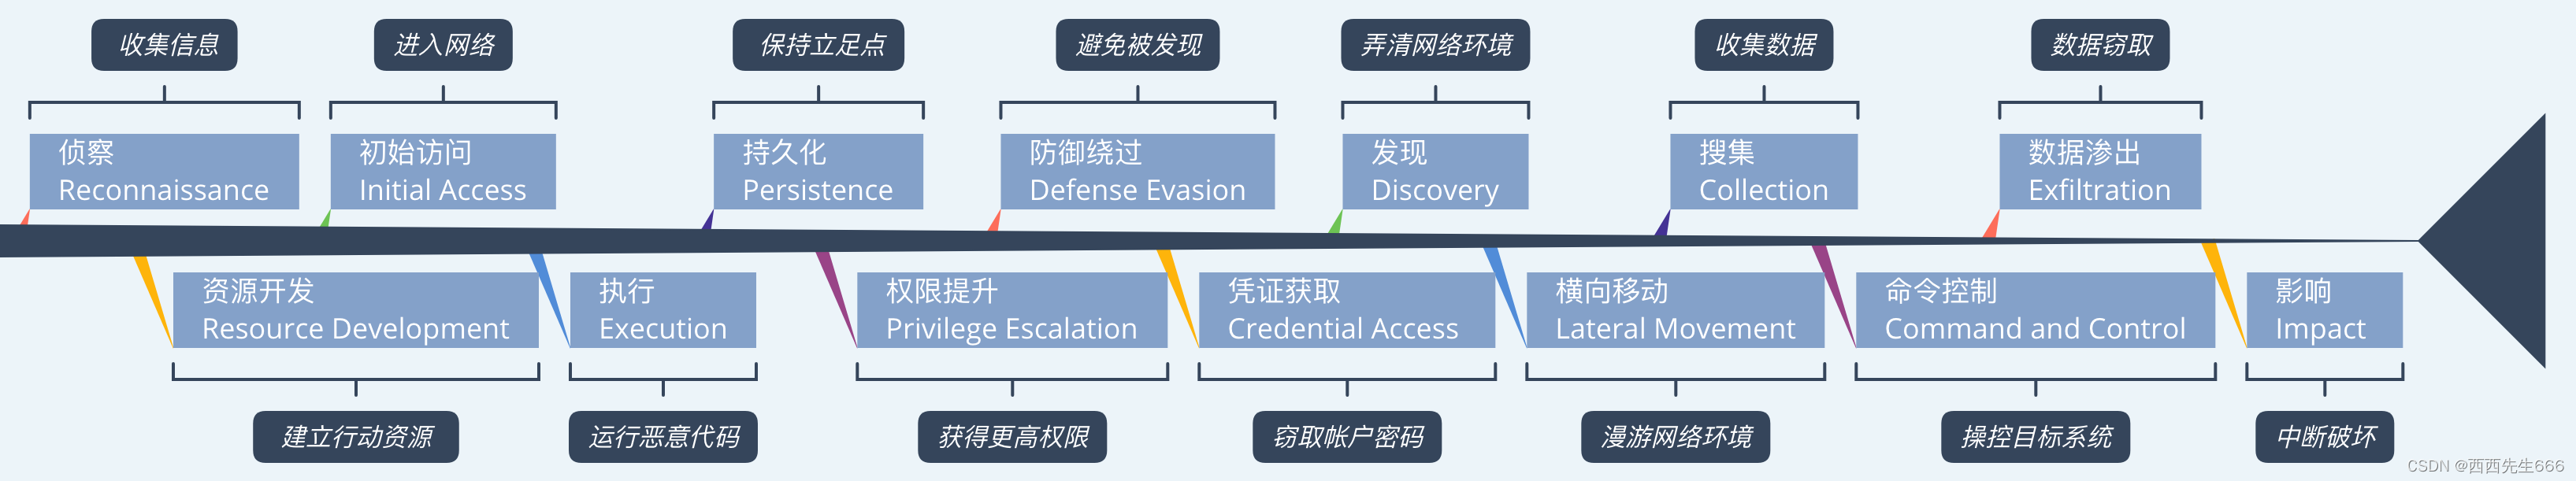 收集信息
进入网络
保持立足点
避免被发现
弄清网络环境
收集数据
数据窃取
侦察
Reconnaissance
初始访问
Initial Access
持久化
Persistence
防御绕过
Defense Evasion
发现
Discovery
搜集
Collection
数据渗出
Exfiltration
资源开发
Resource Development
执行
Execution
权限提升
Privilege Escalation
凭证获取
Credential Access
横向移动
Lateral Movement
命令控制
Command and Control
影响
Impact
建立行动资源
运行恶意代码
获得更高权限
窃取帐户密码
漫游网络环境
操控目标系统
中断破坏
CSDN @西西先生666